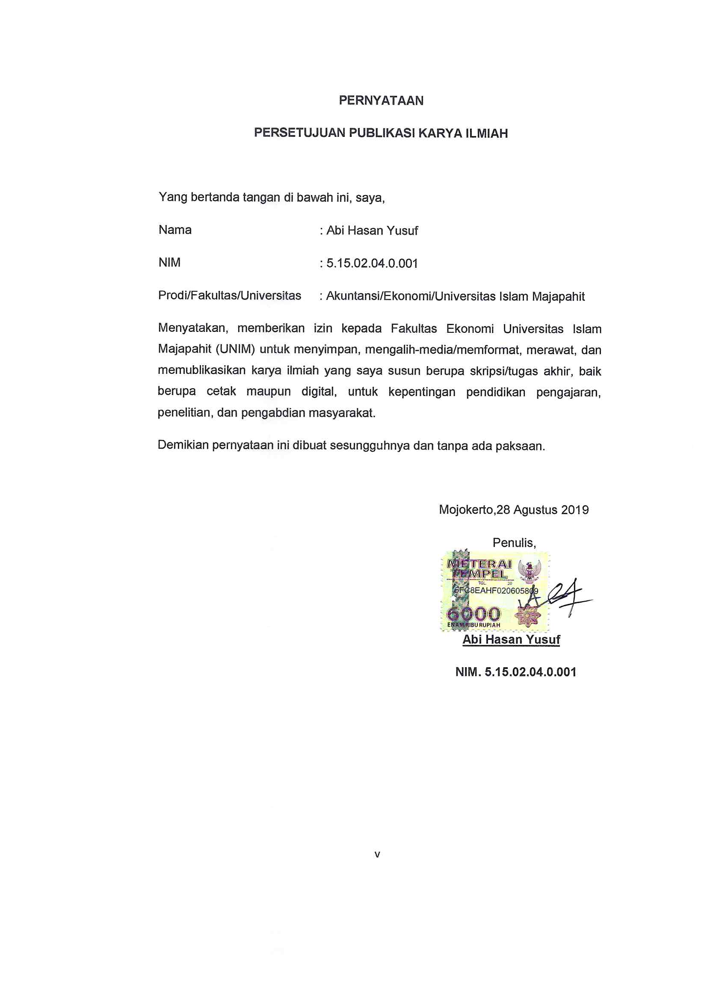 PERNYATAAN
PERSETUJUAN PUBLIKASI KARYA ILMIAH
Yang bertanda tangan di bawah ini, saya,
Nama : Abi Hasan Yusuf
NIM : 5.15.02.04.0.001
Prodi/Fakultas/Universitas : Akuntansi/Ekonomi/Universitas Islam Majapahit
Menyatakan, memberikan izin kepada Fakultas Ekonomi Universitas Islam
Majapahit (UNIM) untuk menyimpan, mengalih-media/memformat, merawat, dan
memublikasikan karya ilmiah yang saya susun berupa skripsi/tugas akhir, baik
berupa cetak maupun digital, untuk kepentingan pendidikan pengajaran,
penelitian, dan pengabdian masyarakat.
Demikian pernyataan ini dibuat sesungguhnya dan tanpa ada paksaan.
Mojokerto,28 Agustus 2019
Penulis,
METERAI
TEMPEL
TGL 20
6FC8EAHF020605809
6000
ENAM RIBU RUPIAH
Abi Hasan Yusuf
NIM. 5.15.02.04.0.001
v